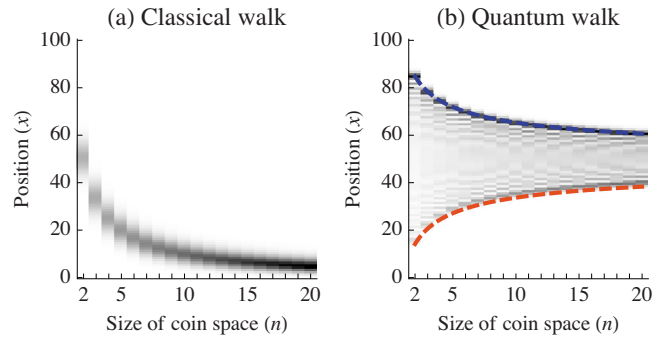 (a) Classical walk
100
80
60
40
20
0
Position (x)
2 5 10 15 20
Size of coin space (n)
(b) Quantum walk
100
80
60
40
20
0
Position (x)
2 5 10 15 20
Size of coin space (n)